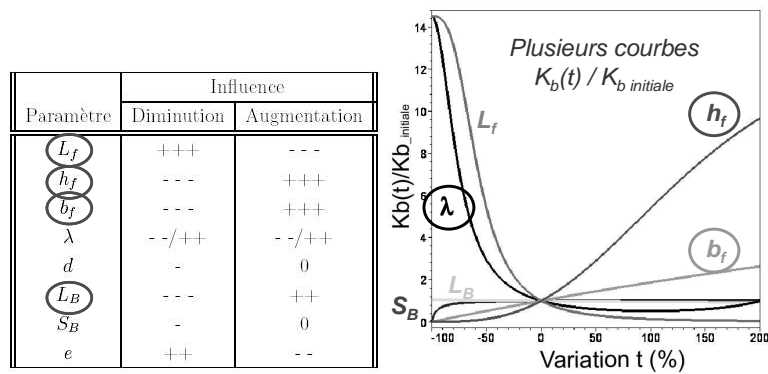 Influence
Paramètre Diminution Augmentation
L_f +++ - - -
h_f - - - +++
b_f - - - +++
λ - -/++ - -/++
d - 0
L_B - - - ++
S_B - 0
e ++ - -
Plusieurs courbes
K_b(t) / K_b initiale
Kb(t)/Kb_initiale
14
12
10
8
6
4
2
0
L_f
h_f
λ
b_f
L_B
S_B
-100 -50 0 50 100 150 200
Variation t (%)